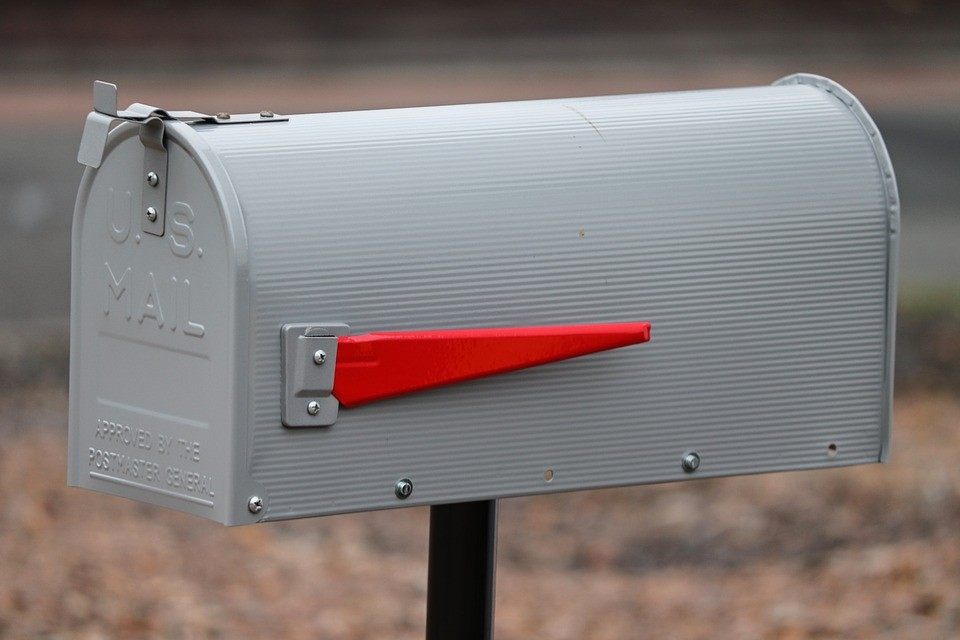 U.S.
MAIL
APPROVED BY THE
POSTMASTER GENERAL